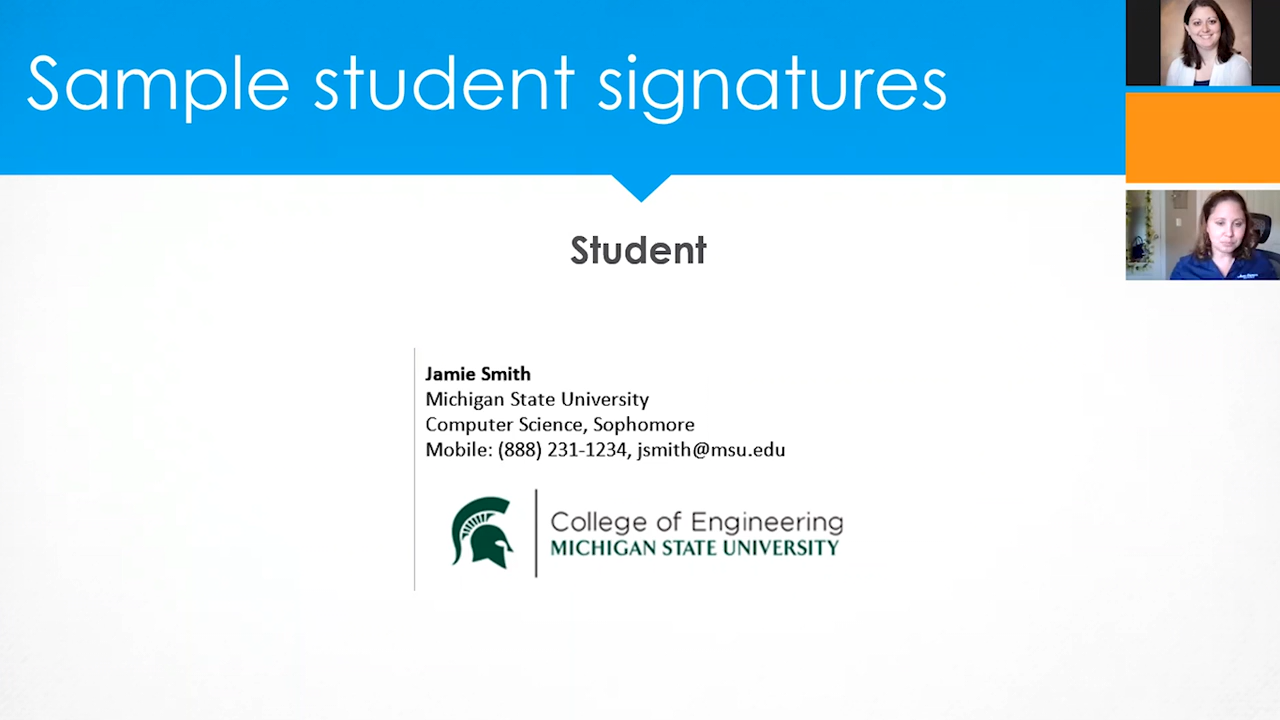 Sample student signatures
Student
Jamie Smith
Michigan State University
Computer Science, Sophomore
Mobile: (888) 231-1234, jsmith@msu.edu
College of Engineering
MICHIGAN STATE UNIVERSITY